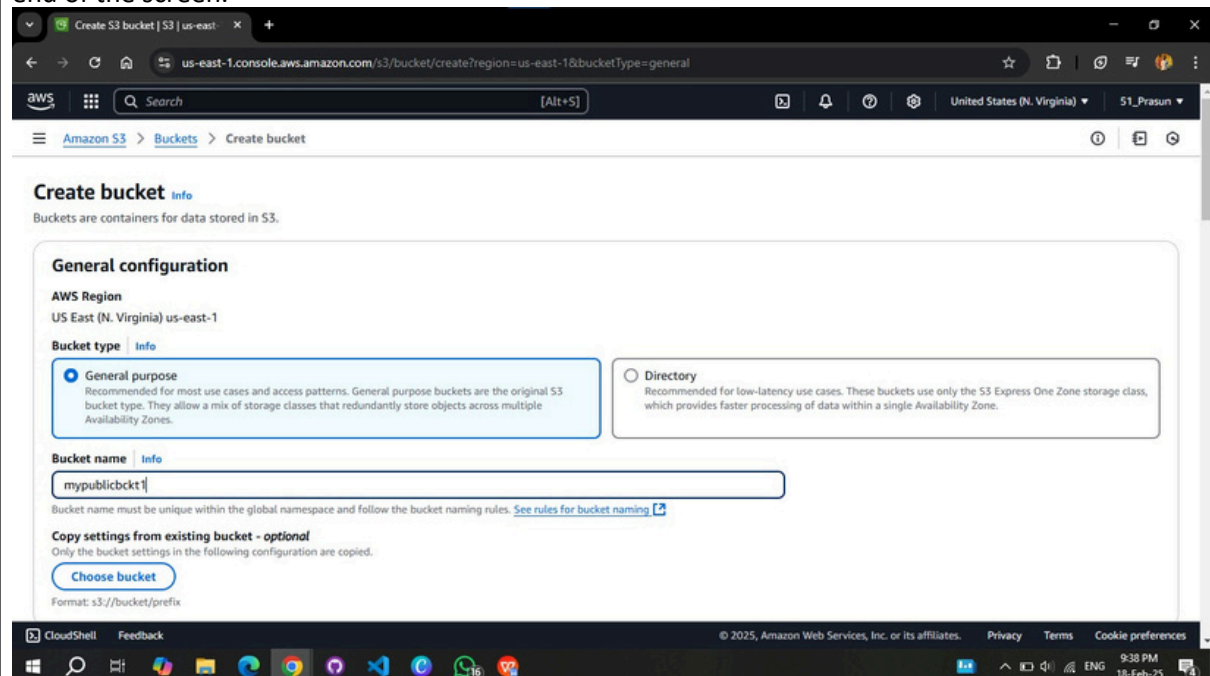 end of the screen.
Create S3 bucket | S3 | us-east-
us-east-1.console.aws.amazon.com/s3/bucket/create?region=us-east-1&bucketType=general
aws
Search
[Alt+S]
United States (N. Virginia)
51_Prasun
Amazon S3 > Buckets > Create bucket
Create bucket Info
Buckets are containers for data stored in S3.
General configuration
AWS Region
US East (N. Virginia) us-east-1
Bucket type Info
General purpose
Recommended for most use cases and access patterns. General purpose buckets are the original S3
bucket type. They allow a mix of storage classes that redundantly store objects across multiple
Availability Zones.
Directory
Recommended for low-latency use cases. These buckets use only the S3 Express One Zone storage class,
which provides faster processing of data within a single Availability Zone.
Bucket name Info
mypublicbckt1
Bucket name must be unique within the global namespace and follow the bucket naming rules. See rules for bucket naming
Copy settings from existing bucket - optional
Only the bucket settings in the following configuration are copied.
Choose bucket
Format: s3://bucket/prefix
CloudShell Feedback
© 2025, Amazon Web Services, Inc. or its affiliates. Privacy Terms Cookie preferences
16
ENG
9:38 PM
18-Feb-25